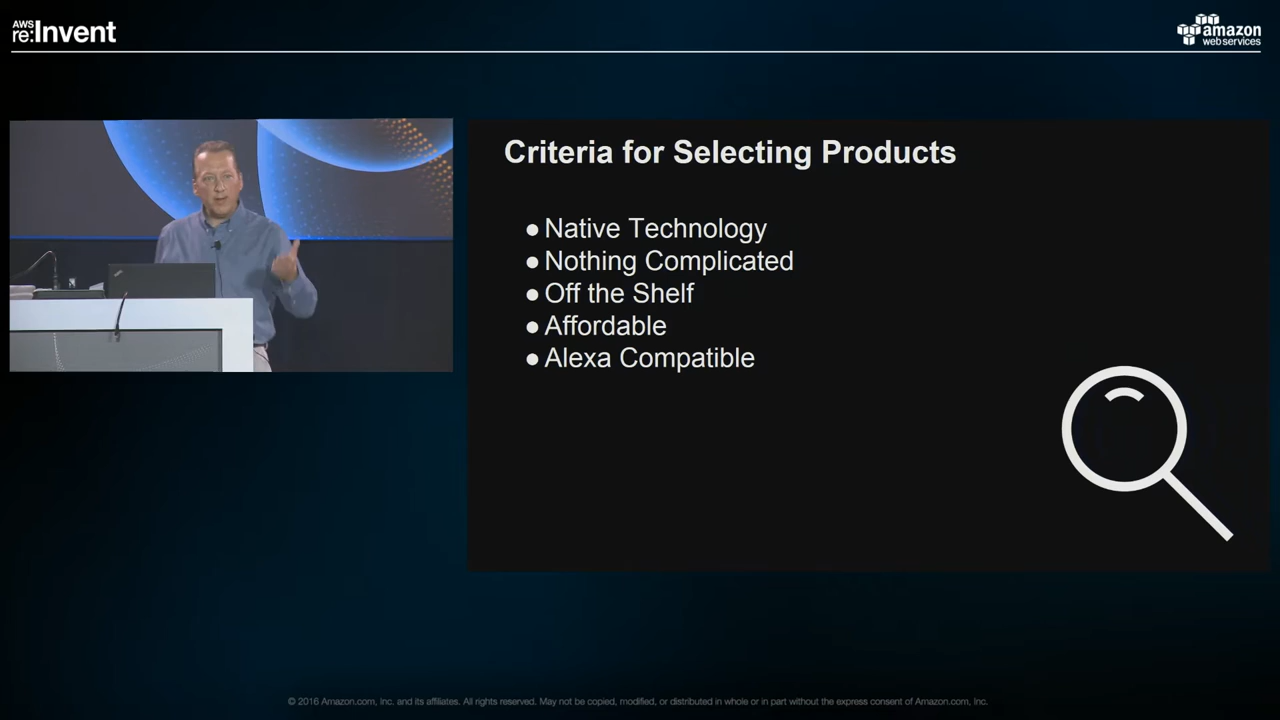 AWS
re:Invent
amazon
web services
Criteria for Selecting Products
● Native Technology
● Nothing Complicated
● Off the Shelf
● Affordable
● Alexa Compatible
© 2016 Amazon.com, Inc. and its affiliates. All rights reserved. May not be copied, modified, or distributed in whole or in part without the express consent of Amazon.com, Inc.